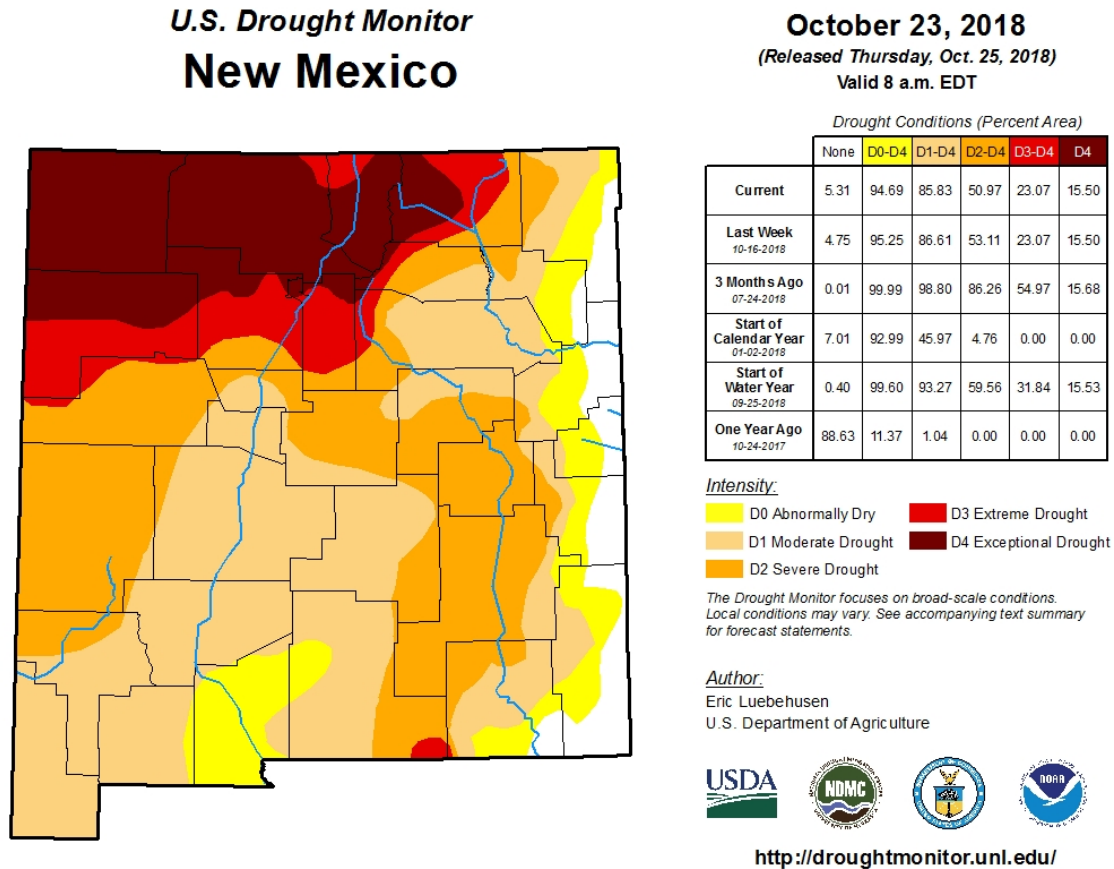 U.S. Drought Monitor
New Mexico
October 23, 2018
(Released Thursday, Oct. 25, 2018)
Valid 8 a.m. EDT
Drought Conditions (Percent Area)
None D0-D4 D1-D4 D2-D4 D3-D4 D4
Current 5.31 94.69 85.83 50.97 23.07 15.50
Last Week
10-16-2018
4.75 95.25 86.61 53.11 23.07 15.50
3 Months Ago
07-24-2018
0.01 99.99 98.80 86.26 54.97 15.68
Start of
Calendar Year
01-02-2018
7.01 92.99 45.97 4.76 0.00 0.00
Start of
Water Year
09-25-2018
0.40 99.60 93.27 59.56 31.84 15.53
One Year Ago
10-24-2017
88.63 11.37 1.04 0.00 0.00 0.00
Intensity:
D0 Abnormally Dry
D1 Moderate Drought
D2 Severe Drought
D3 Extreme Drought
D4 Exceptional Drought
The Drought Monitor focuses on broad-scale conditions.
Local conditions may vary. See accompanying text summary
for forecast statements.
Author:
Eric Luebehusen
U.S. Department of Agriculture
USDA
NDMC
NOAA
http://droughtmonitor.unl.edu/